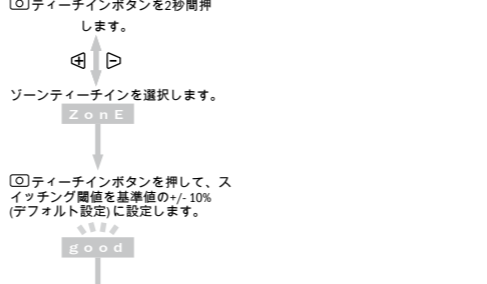 ティーチインボタンを2秒間押
します。
ゾーンティーチインを選択します。
ZonE
ティーチインボタンを押して、ス
イッチング閾値を基準値の+/- 10%
(デフォルト設定) に設定します。
good